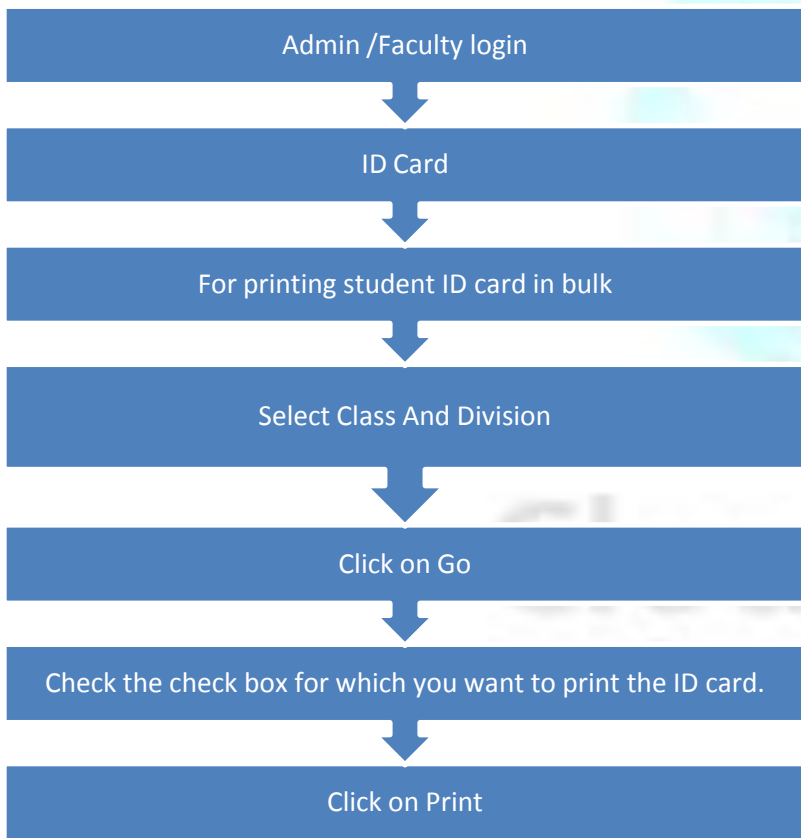 Admin /Faculty login
ID Card
For printing student ID card in bulk
Select Class And Division
Click on Go
Check the check box for which you want to print the ID card.
Click on Print